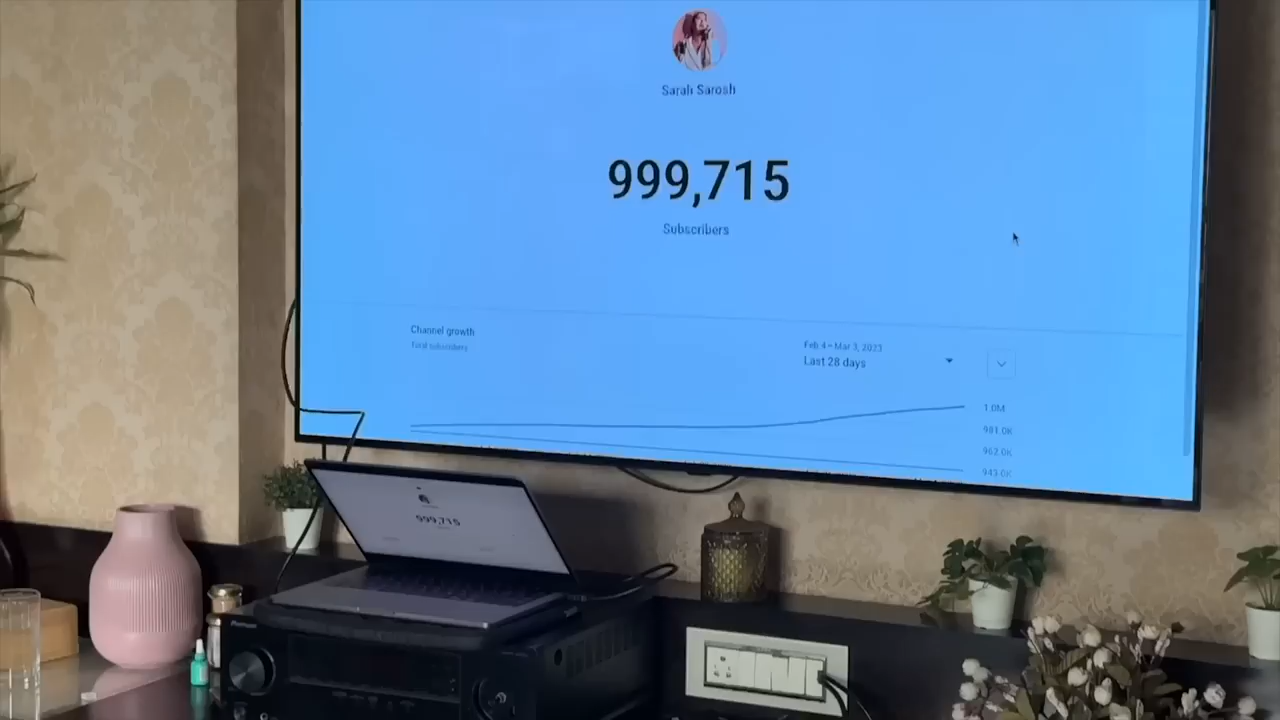 Sarah Sarosh
999,715
Subscribers
Channel growth
Total subscribers
Feb 4 – Mar 3, 2023
Last 28 days
1.0M
981.0K
962.0K
943.0K
999,715